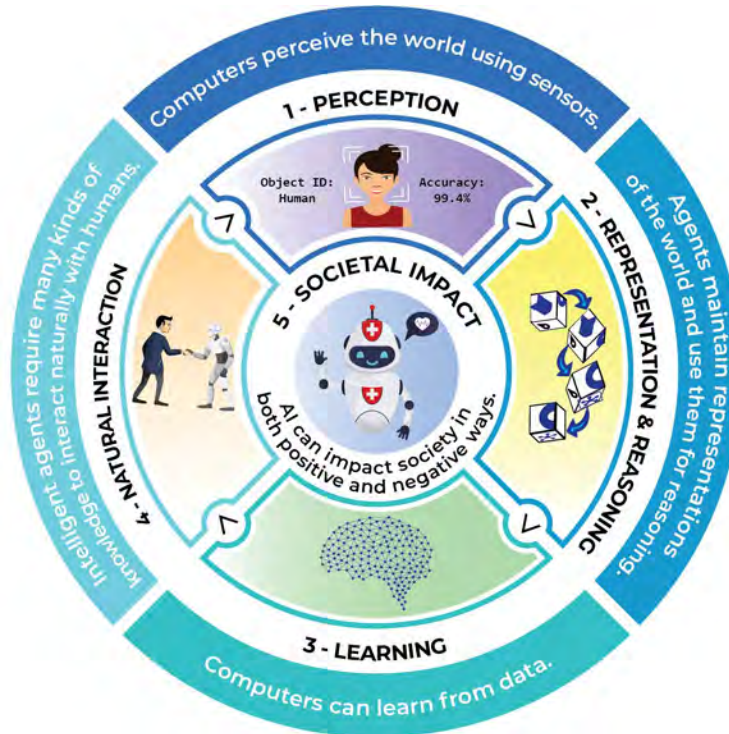 Computers perceive the world using sensors.
1 - PERCEPTION
Object ID:
Human
Accuracy:
99.4%
Agents maintain representations
of the world and use them for reasoning.
2 - REPRESENTATION & REASONING
3 - LEARNING
Computers can learn from data.
Intelligent agents require many kinds of
knowledge to interact naturally with humans.
4 - NATURAL INTERACTION
5 - SOCIETAL IMPACT
AI can impact society in
both positive and negative ways.